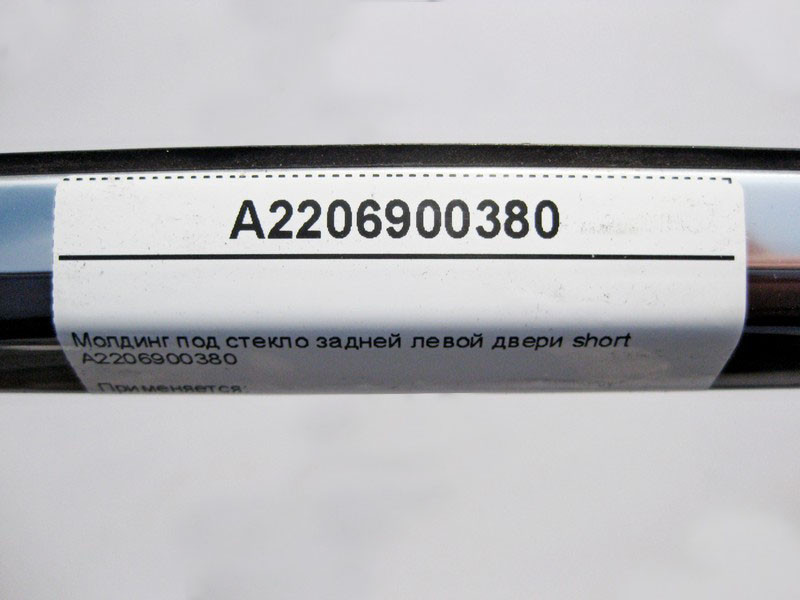 A2206900380
Молдинг под стекло задней левой двери short
A2206900380
Применяется: